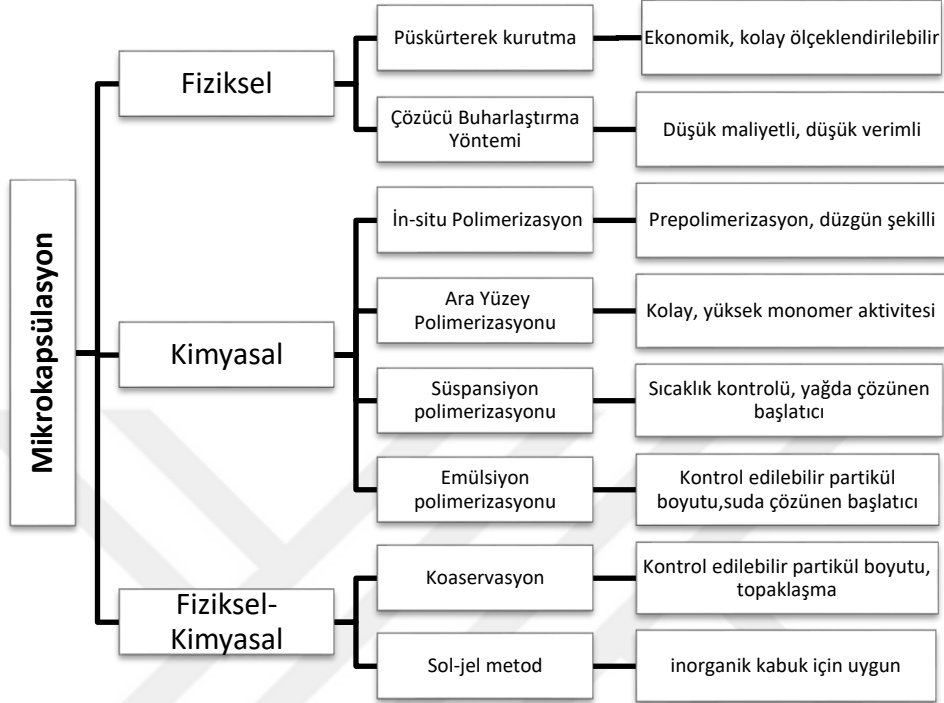 Mikrokapsülasyon
Fiziksel
Püskürterek kurutma
Ekonomik, kolay ölçeklendirilebilir
Çözücü Buharlaştırma
Yöntemi
Düşük maliyetli, düşük verimli
Kimyasal
İn-situ Polimerizasyon
Prepolimerizasyon, düzgün şekilli
Ara Yüzey
Polimerizasyonu
Kolay, yüksek monomer aktivitesi
Süspansiyon
polimerizasyonu
Sıcaklık kontrolü, yağda çözünen
başlatıcı
Emülsiyon
polimerizasyonu
Kontrol edilebilir partikül
boyutu,suda çözünen başlatıcı
Fiziksel-
Kimyasal
Koaservasyon
Kontrol edilebilir partikül boyutu,
topaklaşma
Sol-jel metod
inorganik kabuk için uygun